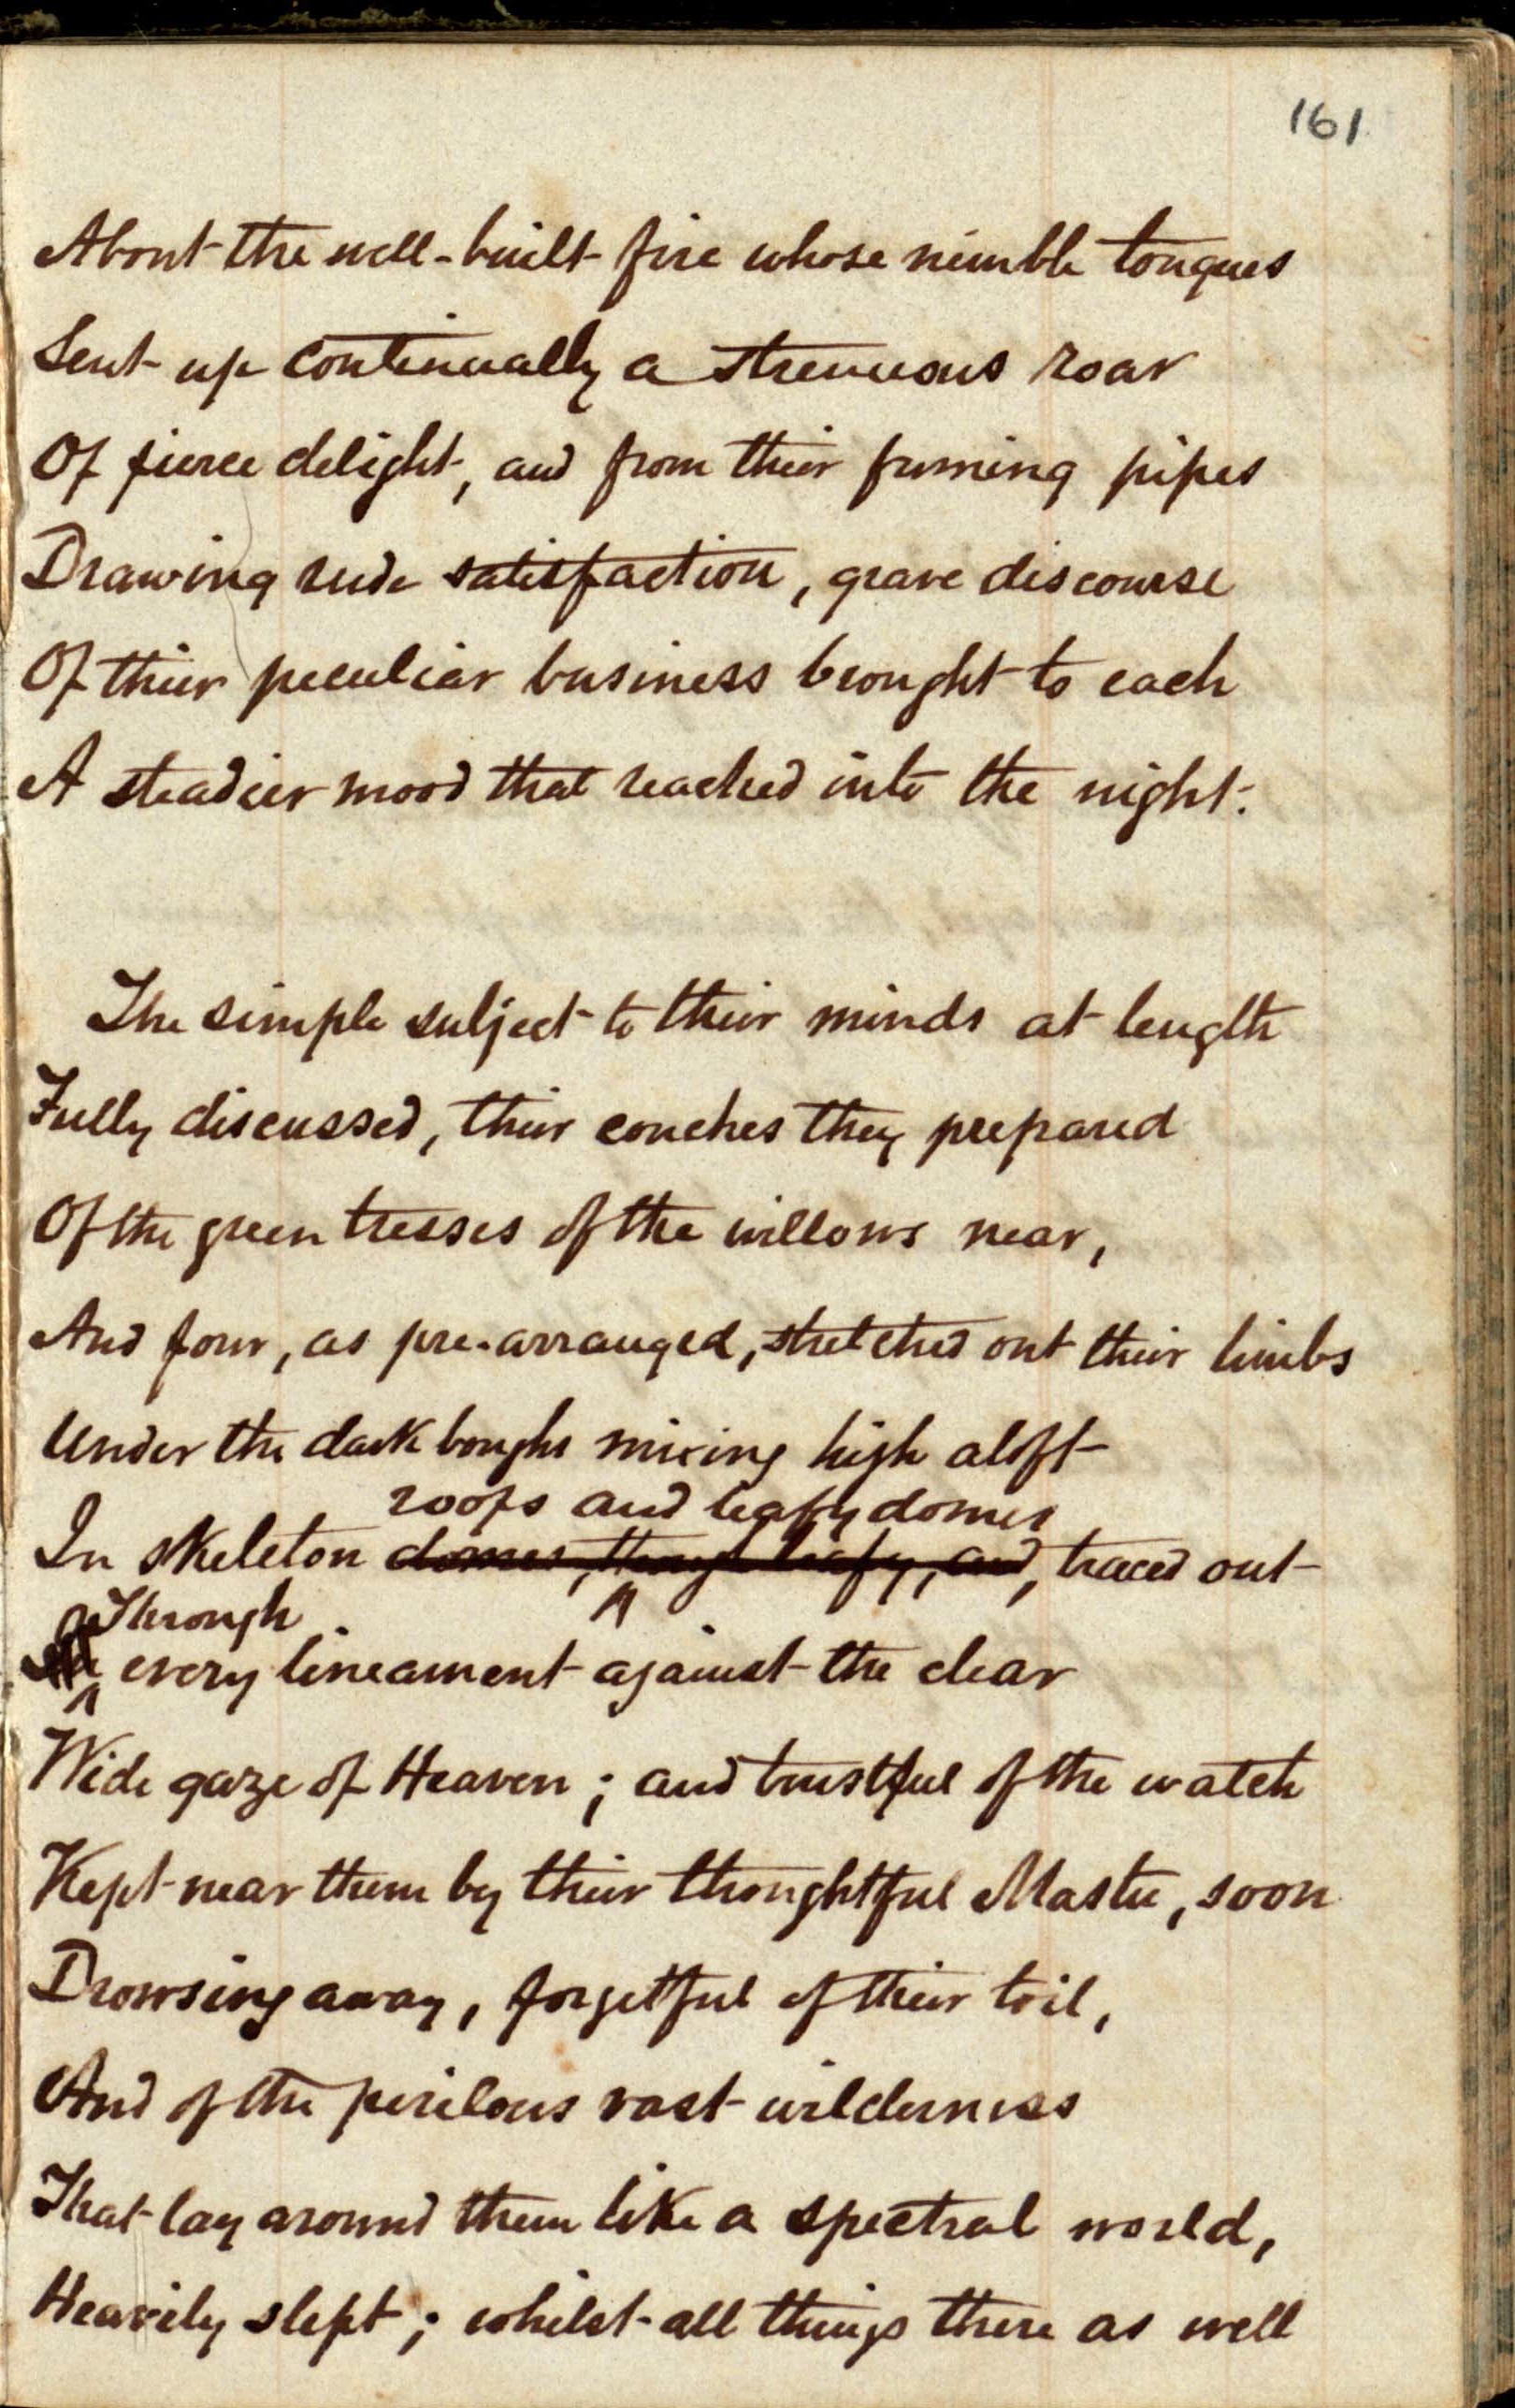 161
About the well-built fire whose nimble tongues
Sent up continually a strenuous roar
Of fierce delight, and from their fuming pipes
Drawing rude satisfaction, grave discourse
Of their peculiar business brought to each
A steadier mood that reached into the night.
The simple subject to their minds at length
Fully discussed, their couches they prepared
Of the green tresses of the willows near,
And four, as pre-arranged, stretched out their limbs
Under the dark boughs mixing high aloft
roofs and leafy domes
In skeleton domes, though leafy, and, traced out
Through
every lineament against the clear
Wide gaze of Heaven; and trustful of the watch
Kept near them by their thoughtful Master, soon
Drowsing away, forgetful of their toil,
And of the perilous vast wilderness
That lay around them like a spectral world,
Heavily slept; whilst all things there as well